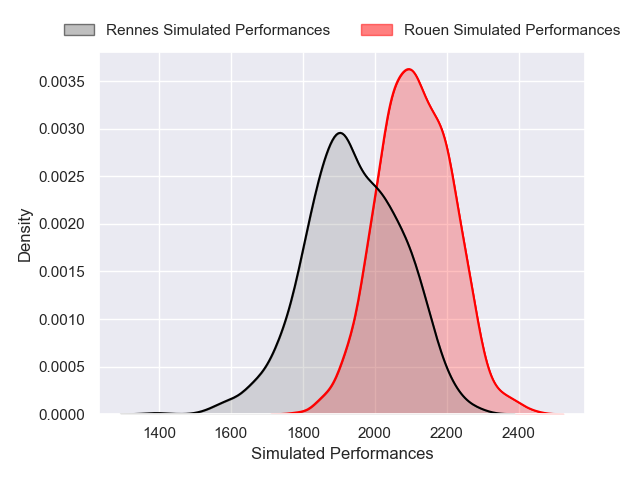 Rennes Simulated Performances Rouen Simulated Performances
0.0035
0.0030
0.0025
0.0020
0.0015
0.0010
0.0005
0.0000
Density
1400 1600 1800 2000 2200 2400
Simulated Performances